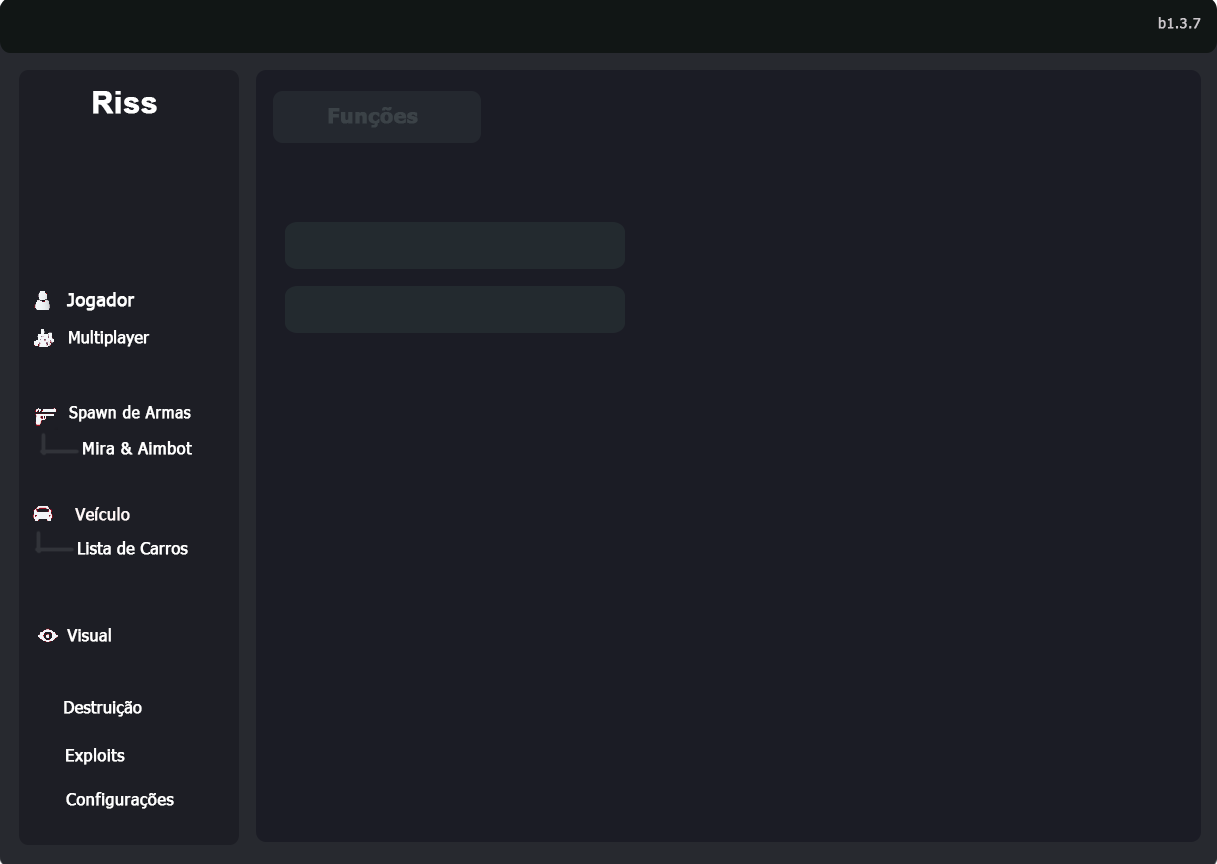 b1.3.7
Riss
Funções
Jogador
Multiplayer
Spawn de Armas
Mira & Aimbot
Veículo
Lista de Carros
Visual
Destruição
Exploits
Configurações